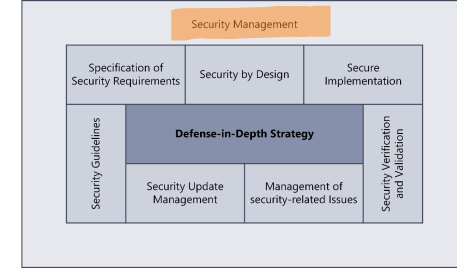 Security Management
Specification of
Security Requirements
Security by Design
Secure
Implementation
Security Guidelines
Defense-in-Depth Strategy
Security Verification
and Validation
Security Update
Management
Management of
security-related Issues